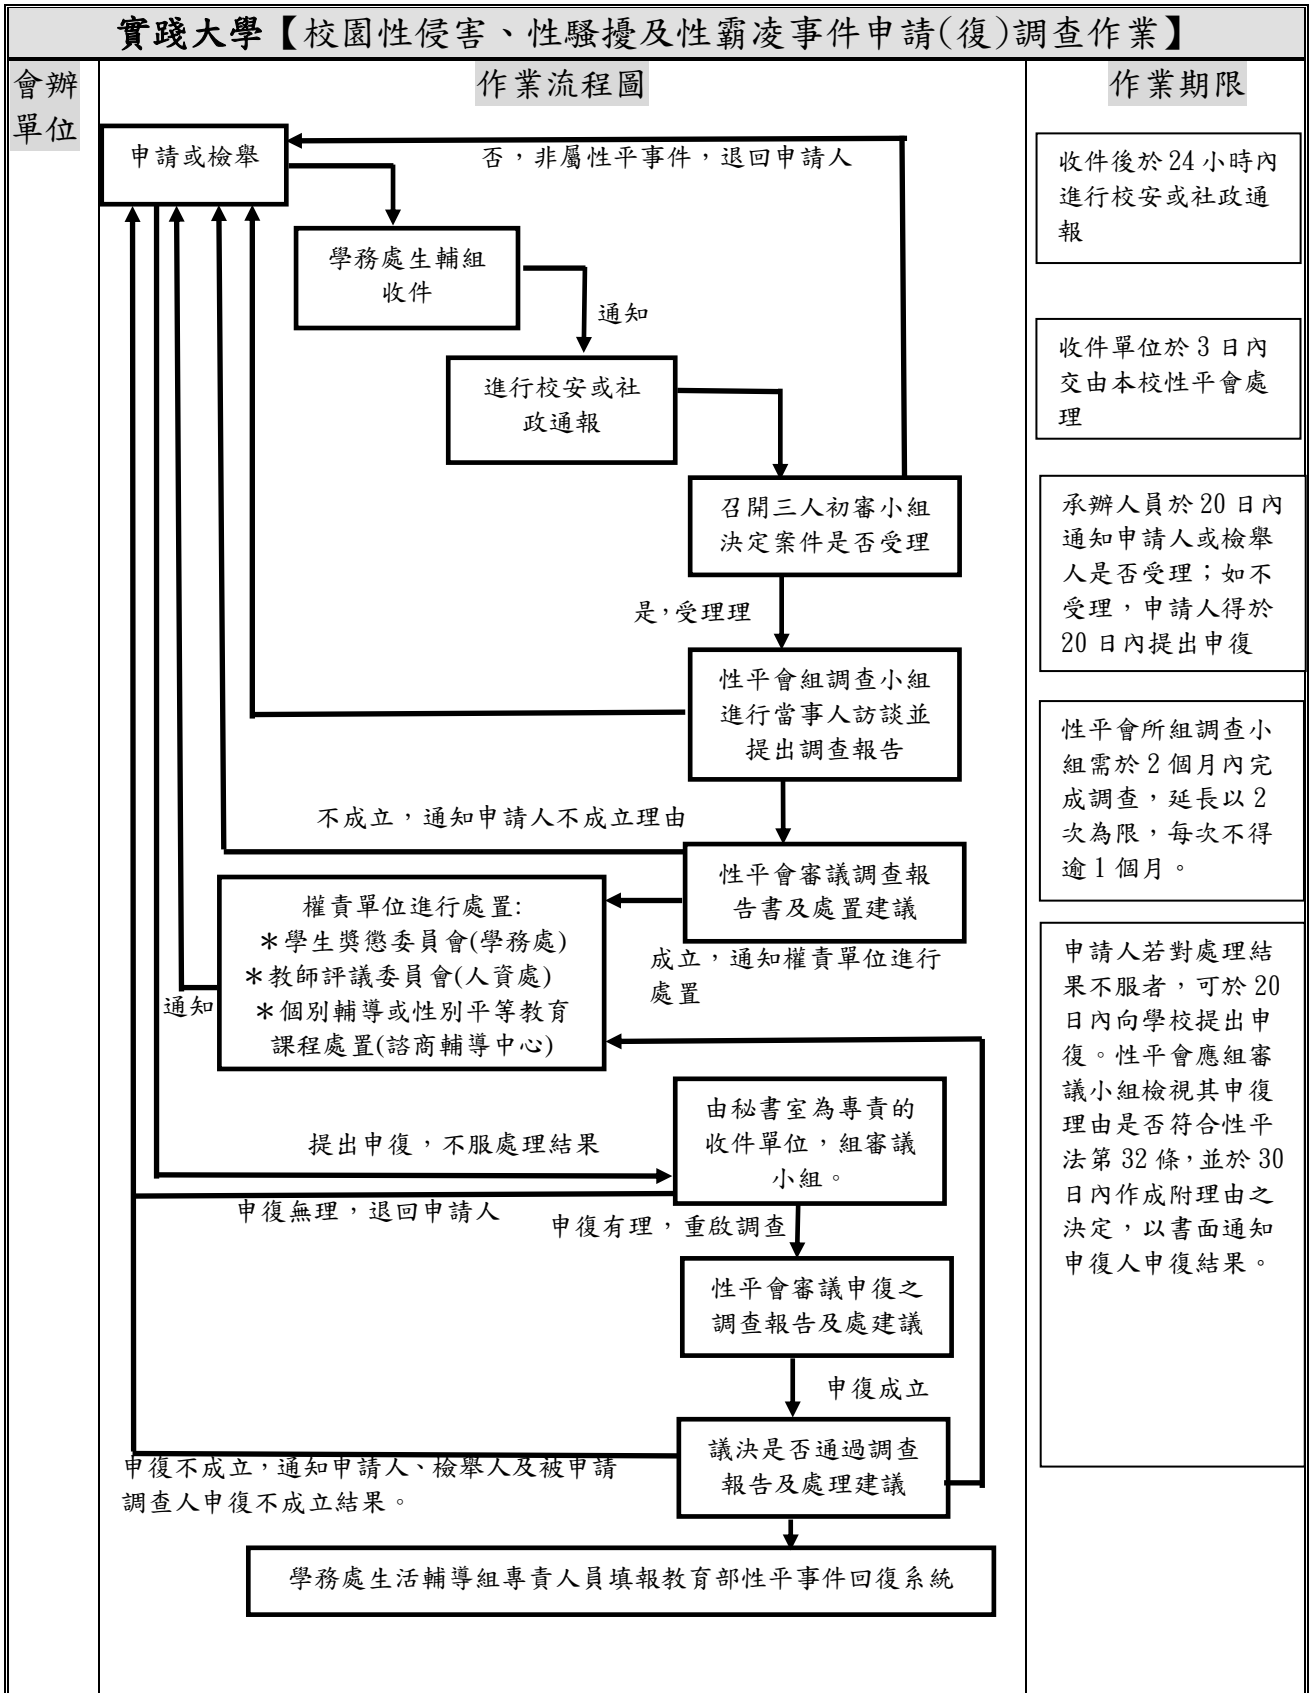 實踐大學【校園性侵害、性騷擾及性霸凌事件申請(復)調查作業】
會辦
單位
作業流程圖
作業期限
申請或檢舉
否，非屬性平事件，退回申請人
學務處生輔組
收件
通知
進行校安或社
政通報
召開三人初審小組
決定案件是否受理
是，受理理
性平會組調查小組
進行當事人訪談並
提出調查報告
不成立，通知申請人不成立理由
性平會審議調查報
告書及處置建議
權責單位進行處置:
＊學生獎懲委員會(學務處)
＊教師評議委員會(人資處)
＊個別輔導或性別平等教育
課程處置(諮商輔導中心)
成立，通知權責單位進行
處置
通知
由秘書室為專責的
收件單位，組審議
小組。
提出申復，不服處理結果
申復無理，退回申請人
申復有理，重啟調查
性平會審議申復之
調查報告及處建議
申復成立
議決是否通過調查
報告及處理建議
申復不成立，通知申請人、檢舉人及被申請
調查人申復不成立結果。
學務處生活輔導組專責人員填報教育部性平事件回復系統
收件後於 24 小時內
進行校安或社政通
報
收件單位於 3 日內
交由本校性平會處
理
承辦人員於 20 日內
通知申請人或檢舉
人是否受理；如不
受理，申請人得於
20 日內提出申復
性平會所組調查小
組需於 2 個月內完
成調查，延長以 2
次為限，每次不得
逾 1 個月。
申請人若對處理結
果不服者，可於 20
日內向學校提出申
復。性平會應組審
議小組檢視其申復
理由是否符合性平
法第 32 條，並於 30
日內作成附理由之
決定，以書面通知
申復人申復結果。